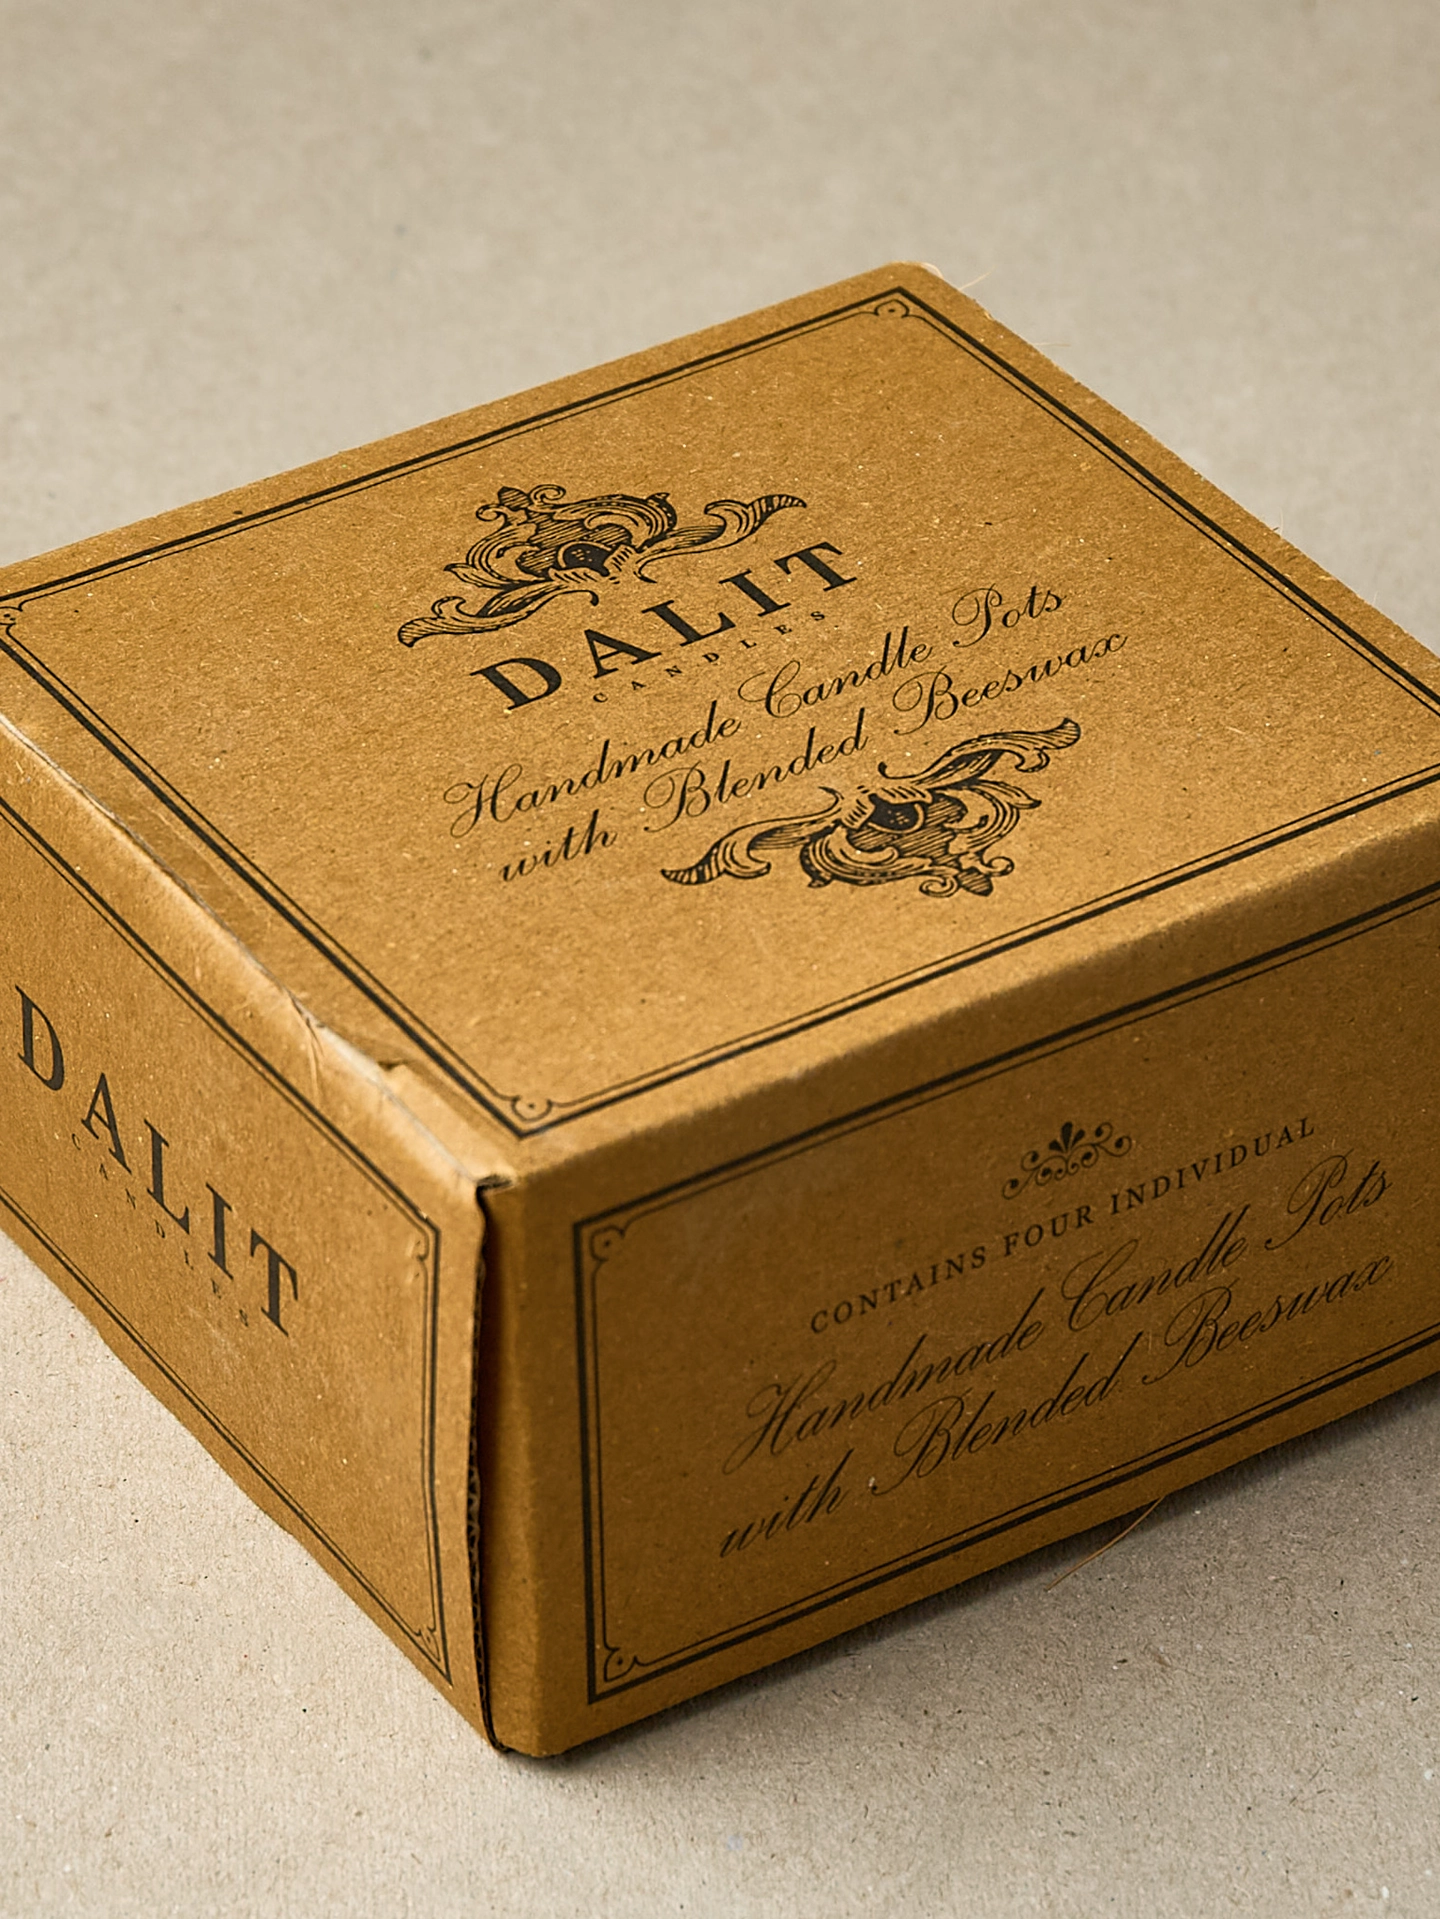 DALIT
CANDLES
Handmade Candle Pots
with Blended Beeswax
DALIT
CANDLES
CONTAINS FOUR INDIVIDUAL
Handmade Candle Pots
with Blended Beeswax